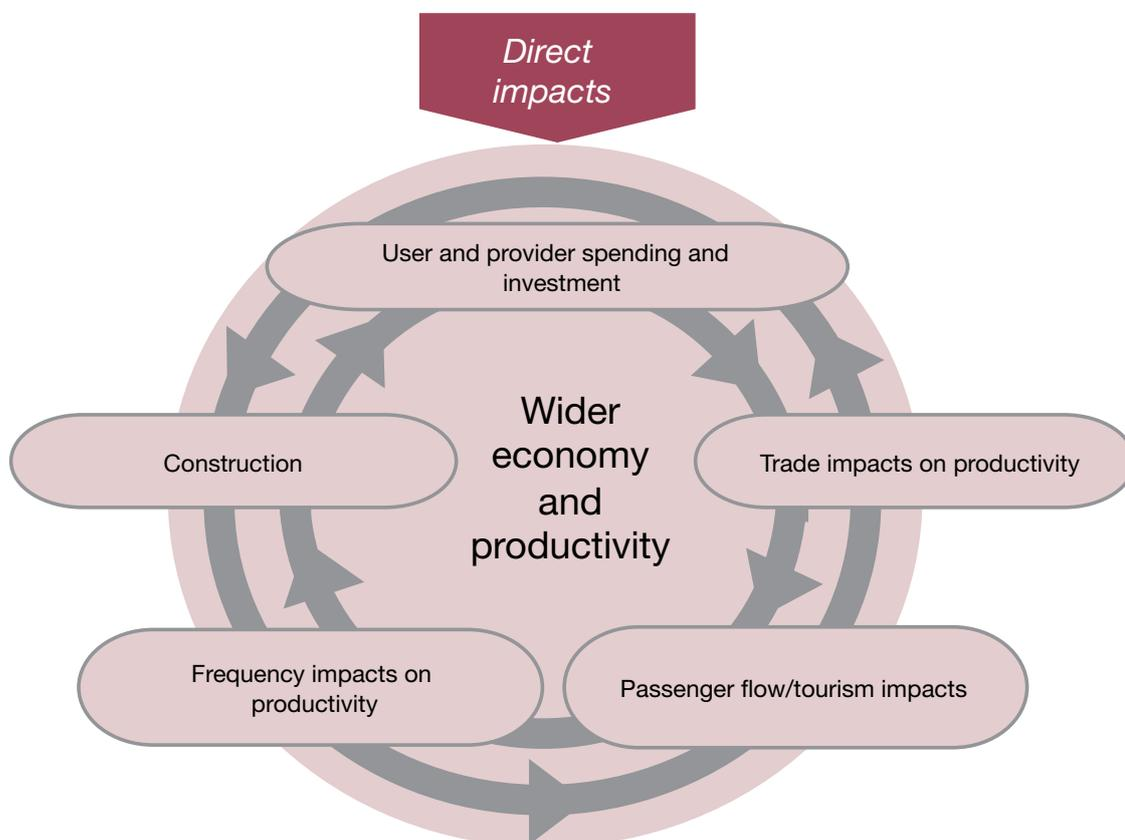 Direct
impacts
User and provider spending and
investment
Construction
Wider
economy
and
productivity
Trade impacts on productivity
Frequency impacts on
productivity
Passenger flow/tourism impacts